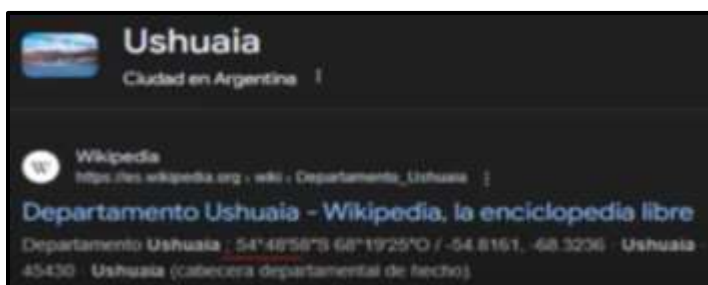 Ushuaia
Ciudad en Argentina
Wikipedia
https://es.wikipedia.org › wiki › Departamento_Ushuaia
Departamento Ushuaia - Wikipedia, la enciclopedia libre
Departamento Ushuaia ; 54°48'58"S 68°19'25"O / -54.8161, -68.3236 · Ushuaia ·
45430 · Ushuaia (cabecera departamental de hecho).